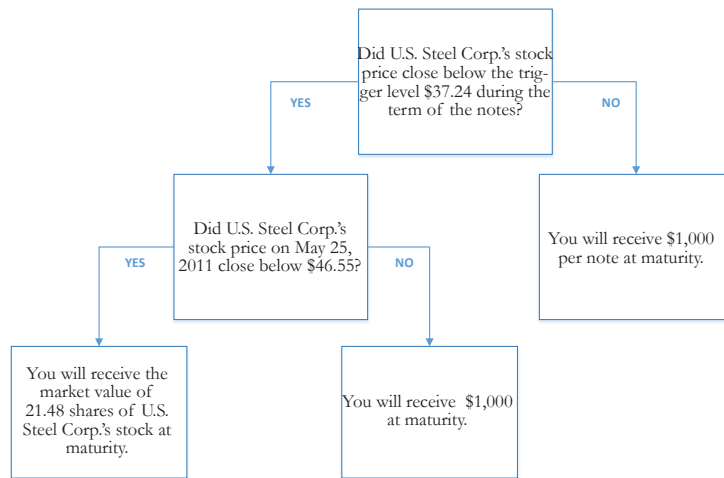 Did U.S. Steel Corp.'s stock
price close below the trig-
ger level $37.24 during the
term of the notes?
YES
NO
Did U.S. Steel Corp.'s
stock price on May 25,
2011 close below $46.55?
You will receive $1,000
per note at maturity.
YES
NO
You will receive the
market value of
21.48 shares of U.S.
Steel Corp.'s stock at
maturity.
You will receive $1,000
at maturity.